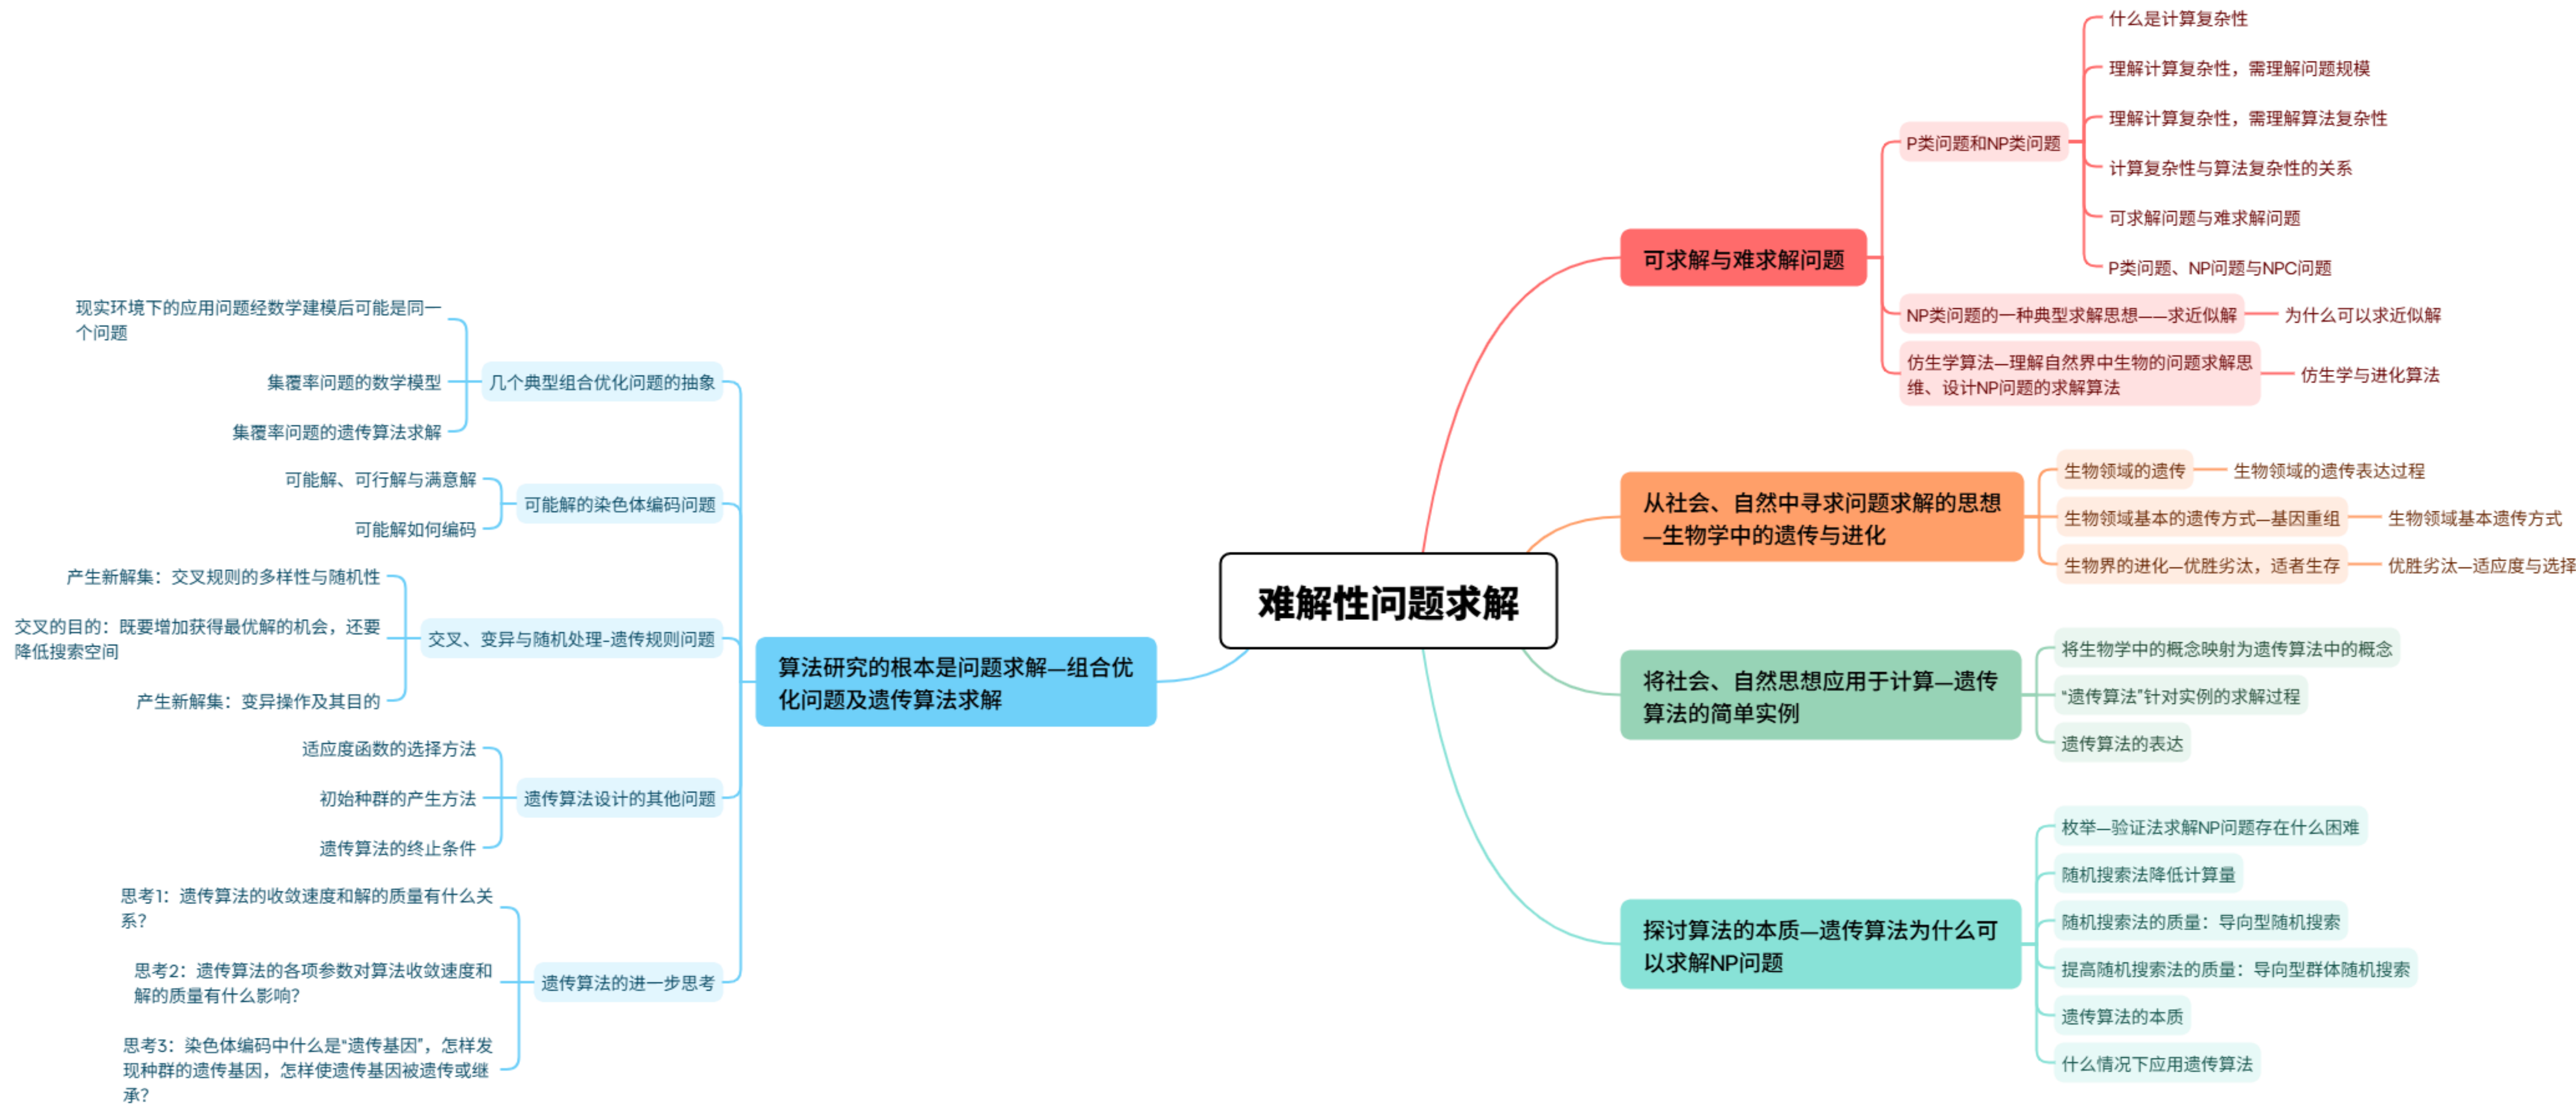 难解性问题求解
可求解与难求解问题
P类问题和NP类问题
什么是计算复杂性
理解计算复杂性，需理解问题规模
理解计算复杂性，需理解算法复杂性
计算复杂性与算法复杂性的关系
可求解问题与难求解问题
P类问题、NP问题与NPC问题
NP类问题的一种典型求解思想——求近似解
为什么可以求近似解
仿生学算法—理解自然界中生物的问题求解思
维、设计NP问题的求解算法
仿生学与进化算法
从社会、自然中寻求问题求解的思想
—生物学中的遗传与进化
生物领域的遗传
生物领域的遗传表达过程
生物领域基本的遗传方式—基因重组
生物领域基本遗传方式
生物界的进化—优胜劣汰，适者生存
优胜劣汰—适应度与选择
将社会、自然思想应用于计算—遗传
算法的简单实例
将生物学中的概念映射为遗传算法中的概念
“遗传算法”针对实例的求解过程
遗传算法的表达
探讨算法的本质—遗传算法为什么可
以求解NP问题
枚举—验证法求解NP问题存在什么困难
随机搜索法降低计算量
随机搜索法的质量：导向型随机搜索
提高随机搜索法的质量：导向型群体随机搜索
遗传算法的本质
什么情况下应用遗传算法
算法研究的根本是问题求解—组合优
化问题及遗传算法求解
几个典型组合优化问题的抽象
现实环境下的应用问题经数学建模后可能是同一
个问题
集覆率问题的数学模型
集覆率问题的遗传算法求解
可能解的染色体编码问题
可能解、可行解与满意解
可能解如何编码
交叉、变异与随机处理-遗传规则问题
产生新解集：交叉规则的多样性与随机性
交叉的目的：既要增加获得最优解的机会，还要
降低搜索空间
产生新解集：变异操作及其目的
遗传算法设计的其他问题
适应度函数的选择方法
初始种群的产生方法
遗传算法的终止条件
遗传算法的进一步思考
思考1：遗传算法的收敛速度和解的质量有什么关
系？
思考2：遗传算法的各项参数对算法收敛速度和
解的质量有什么影响？
思考3：染色体编码中什么是“遗传基因”，怎样发
现种群的遗传基因，怎样使遗传基因被遗传或继
承？